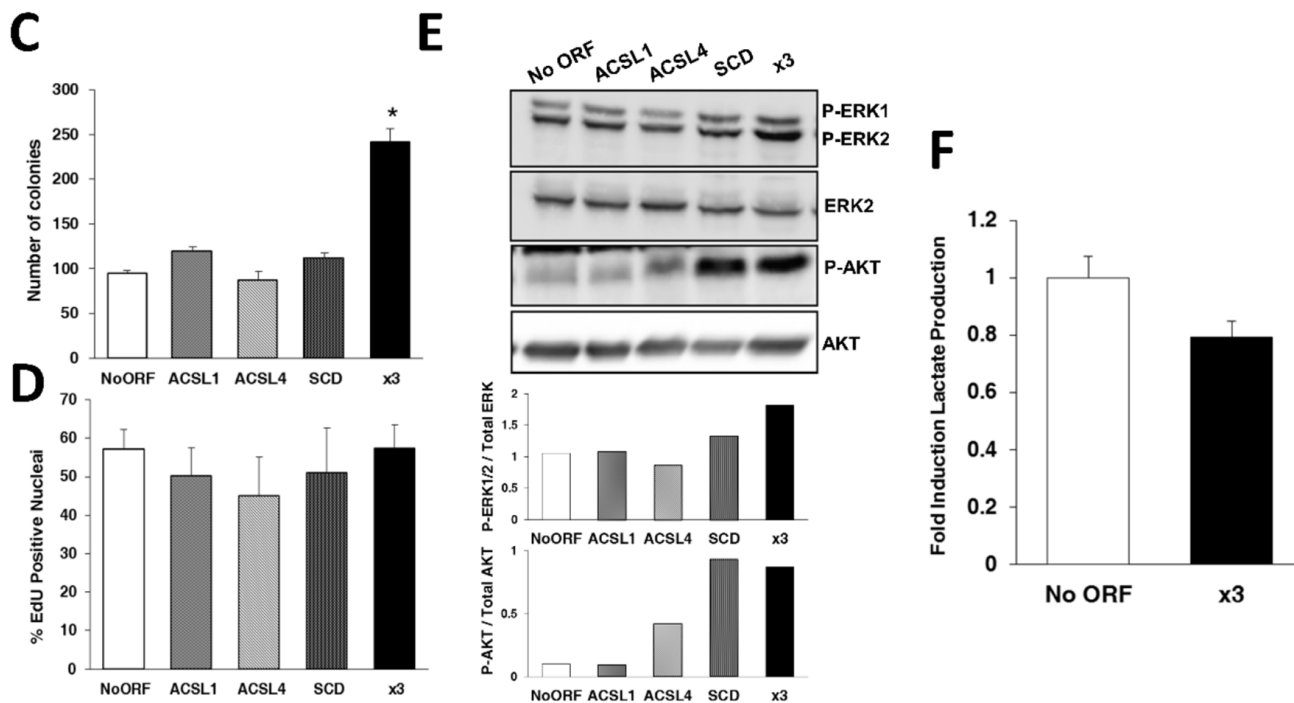 C
Number of colonies
300
250
200
150
100
50
0
*
NoORF ACSL1 ACSL4 SCD x3
D
% EdU Positive Nucleai
70
60
50
40
30
20
10
0
NoORF ACSL1 ACSL4 SCD x3
E
No ORF ACSL1 ACSL4 SCD x3
P-ERK1
P-ERK2
ERK2
P-AKT
AKT
P-ERK1/2 / Total ERK
2
1.5
1
0.5
0
NoORF ACSL1 ACSL4 SCD x3
P-AKT / Total AKT
1
0.5
0
NoORF ACSL1 ACSL4 SCD x3
F
Fold Induction Lactate Production
1.2
1
0.8
0.6
0.4
0.2
0
No ORF x3